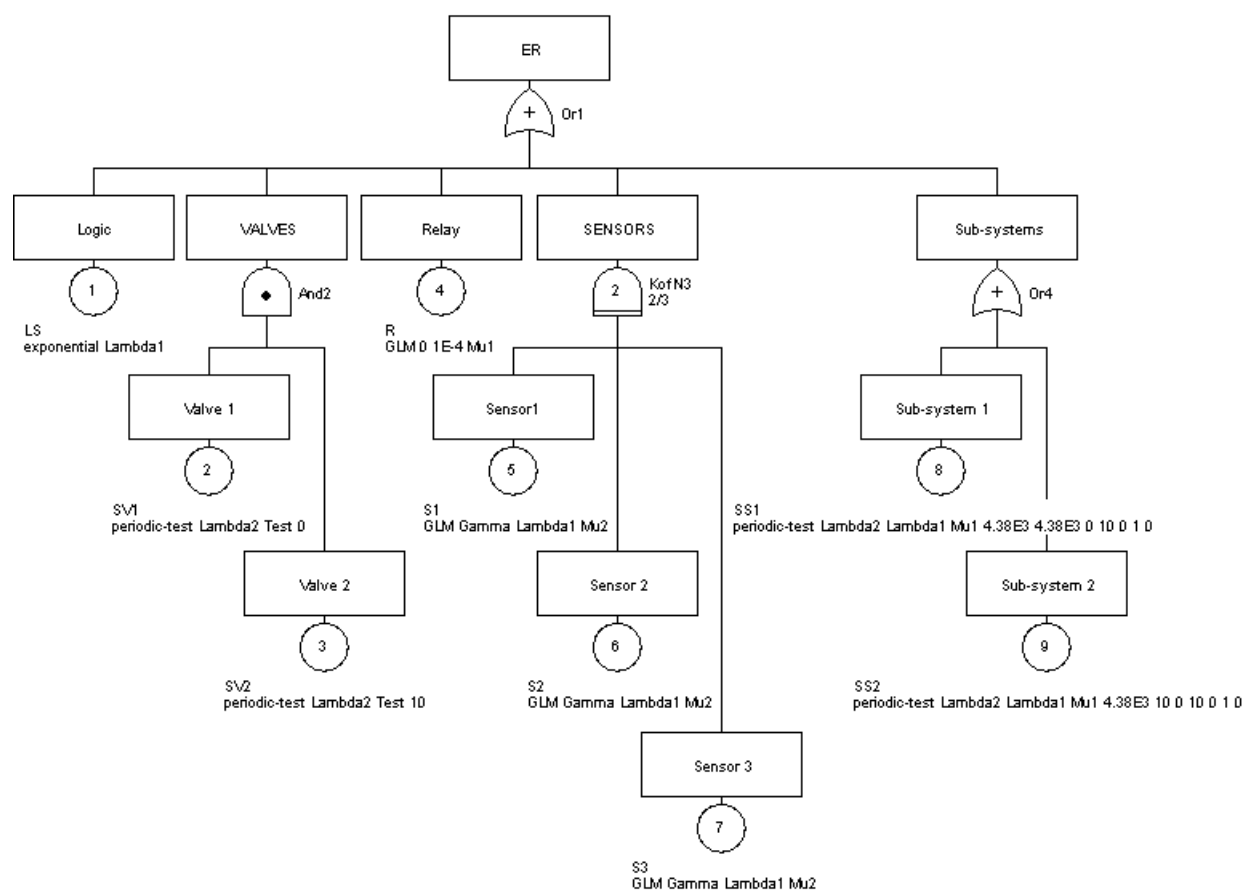 ER
+
Or1
Logic
VALVES
Relay
SENSORS
Sub-systems
1
And2
4
2
KofN3
2/3
+
Or4
LS
exponential Lambda1
R
GLM 0 1E-4 Mu1
Valve 1
Sensor1
Sub-system 1
2
5
8
SV1
periodic-test Lambda2 Test 0
S1
GLM Gamma Lambda1 Mu2
SS1
periodic-test Lambda2 Lambda1 Mu1 4.38E3 4.38E3 0 10 0 1 0
Valve 2
Sensor 2
Sub-system 2
3
6
9
SV2
periodic-test Lambda2 Test 10
S2
GLM Gamma Lambda1 Mu2
SS2
periodic-test Lambda2 Lambda1 Mu1 4.38E3 10 0 10 0 1 0
Sensor 3
7
S3
GLM Gamma Lambda1 Mu2